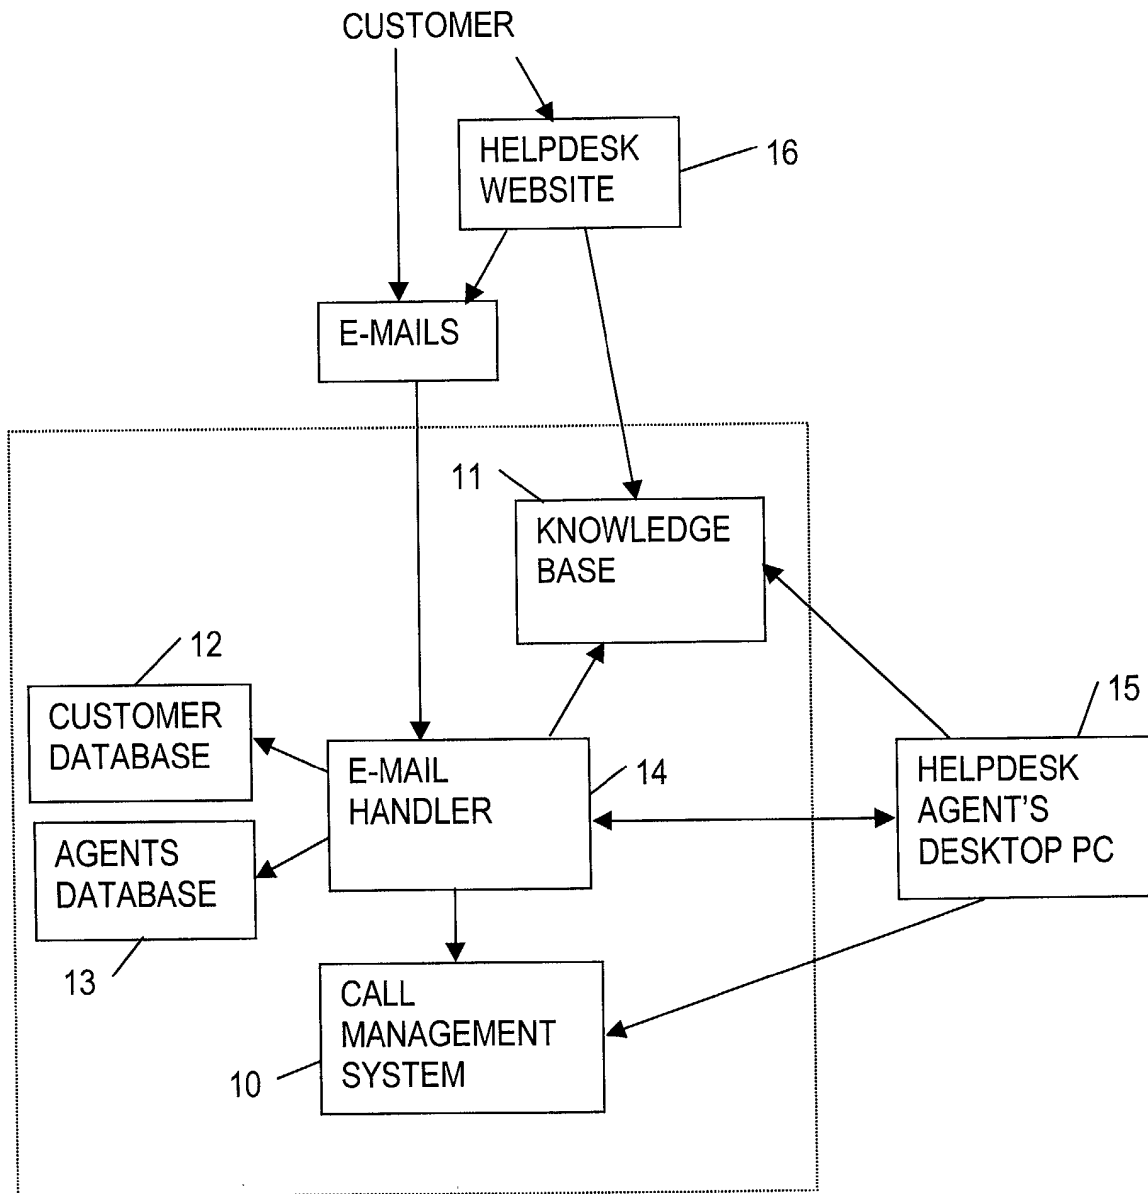 CUSTOMER
HELPDESK
WEBSITE
16
E-MAILS
11
KNOWLEDGE
BASE
12
CUSTOMER
DATABASE
15
E-MAIL
HANDLER
14
HELPDESK
AGENT'S
DESKTOP PC
AGENTS
DATABASE
13
CALL
MANAGEMENT
SYSTEM
10